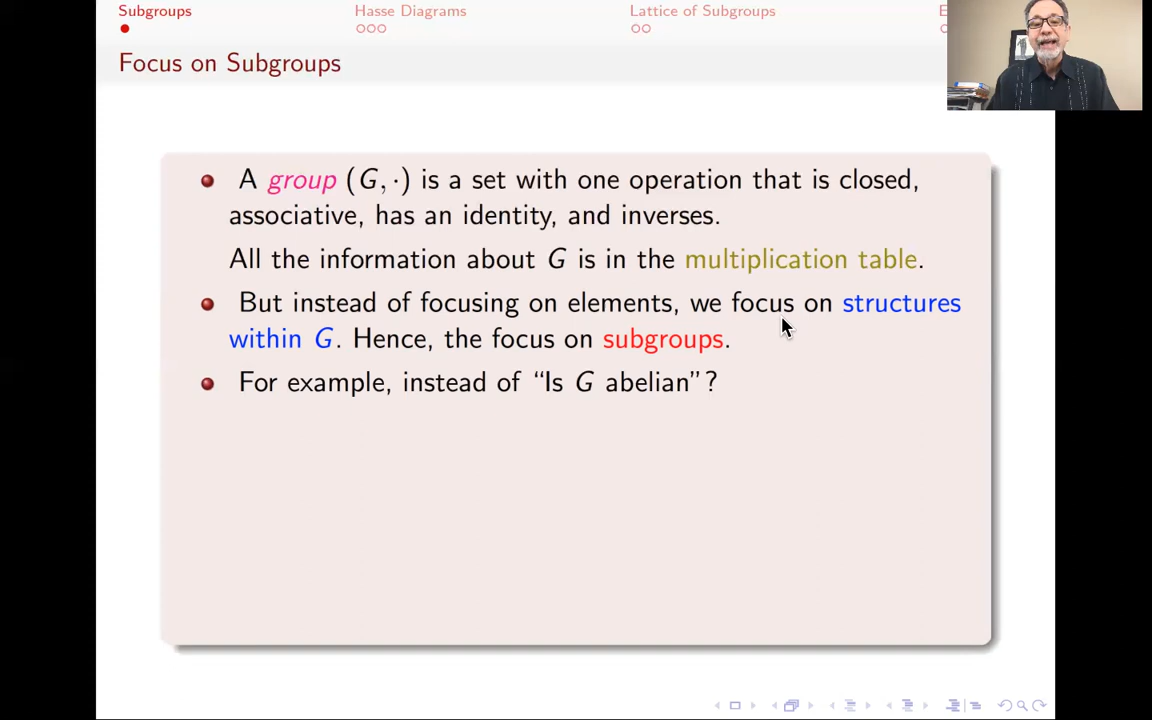 Subgroups
Hasse Diagrams
Lattice of Subgroups
Focus on Subgroups
A group (G, ·) is a set with one operation that is closed,
associative, has an identity, and inverses.
All the information about G is in the multiplication table.
But instead of focusing on elements, we focus on structures
within G. Hence, the focus on subgroups.
For example, instead of “Is G abelian”?